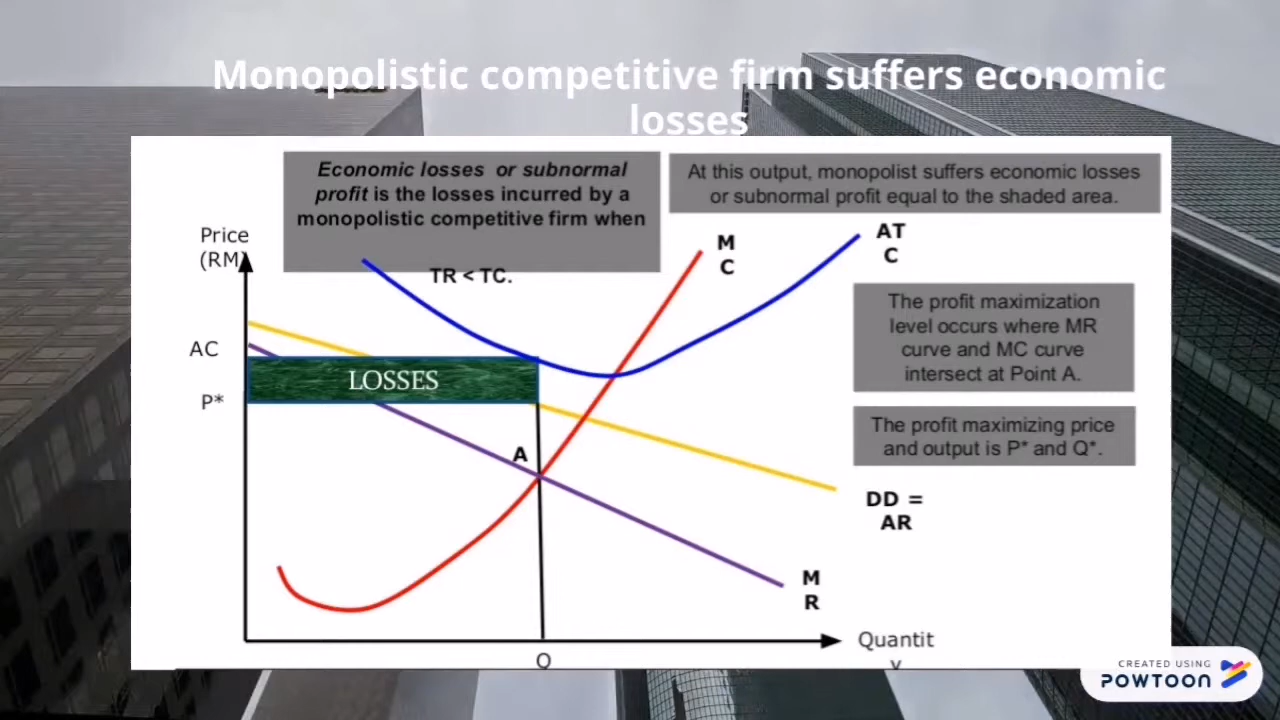 Monopolistic competitive firm suffers economic
losses
Economic losses or subnormal
profit is the losses incurred by a
monopolistic competitive firm when
TR < TC.
At this output, monopolist suffers economic losses
or subnormal profit equal to the shaded area.
Price
(RM)
M
C
AT
C
The profit maximization
level occurs where MR
curve and MC curve
intersect at Point A.
AC
LOSSES
P*
The profit maximizing price
and output is P* and Q*.
A
DD =
AR
M
R
Quantit
y
Q
CREATED USING
POWTOON